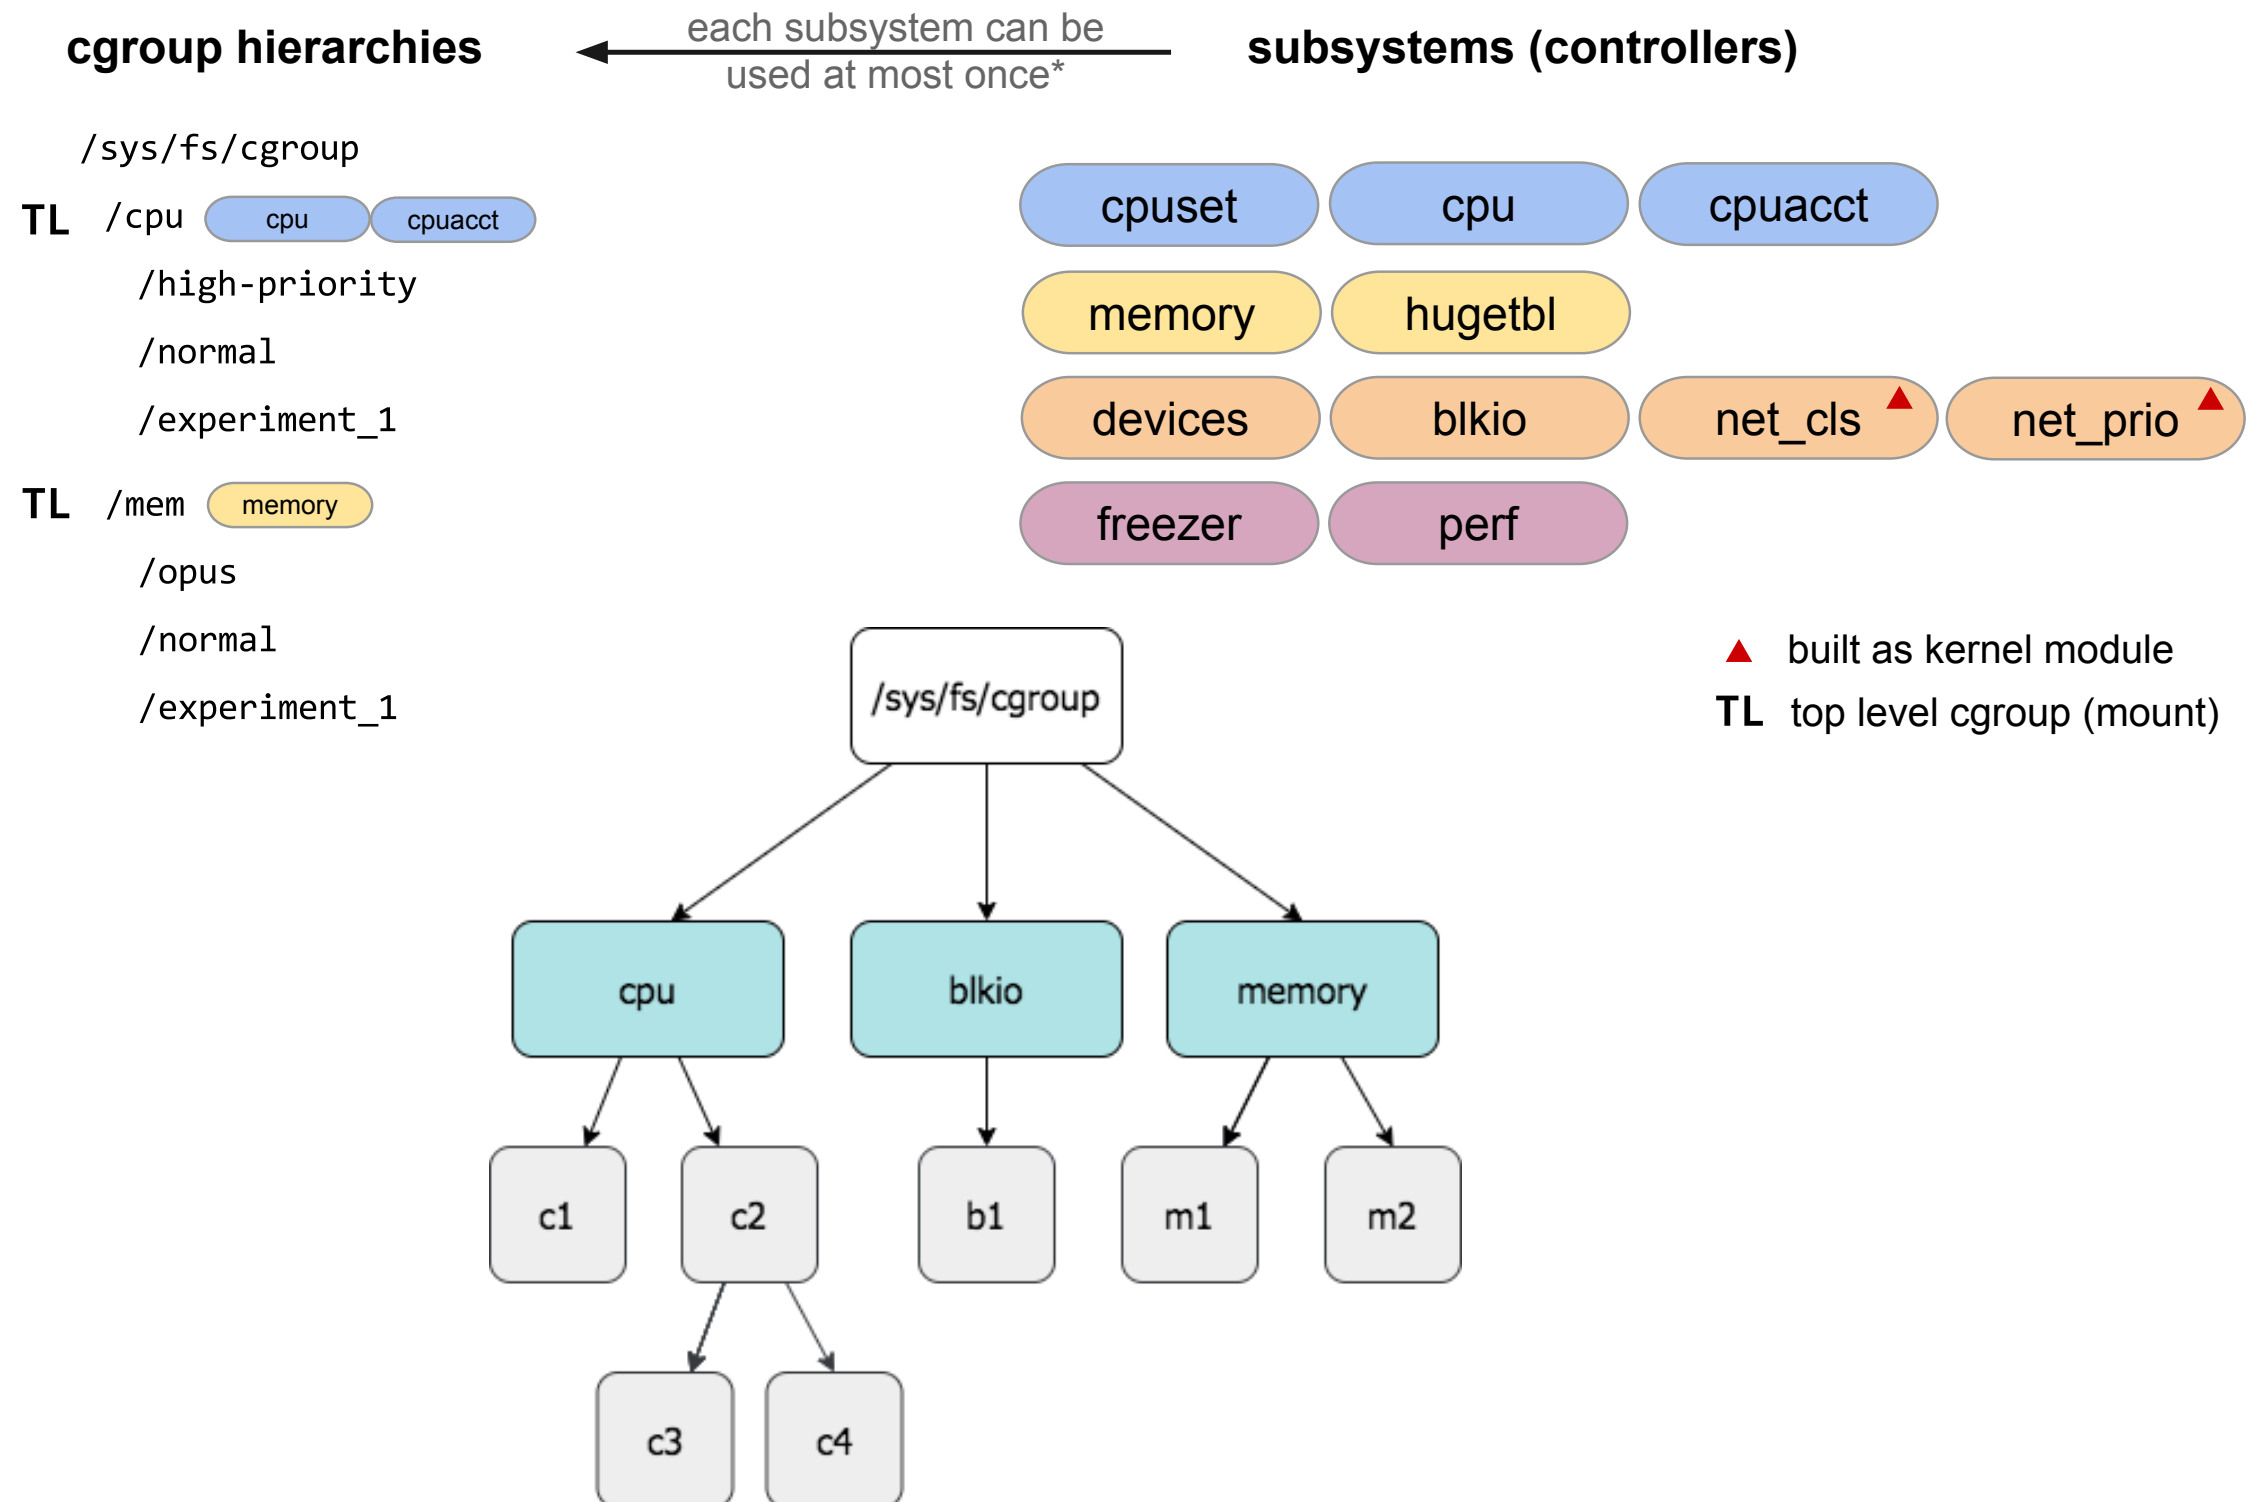 cgroup hierarchies
each subsystem can be
used at most once*
subsystems (controllers)
/sys/fs/cgroup
TL /cpu cpu cpuacct
/high-priority
/normal
/experiment_1
TL /mem memory
/opus
/normal
/experiment_1
cpuset cpu cpuacct
memory hugetbl
devices blkio net_cls net_prio
freezer perf
built as kernel module
TL top level cgroup (mount)
/sys/fs/cgroup
cpu blkio memory
c1 c2 b1 m1 m2
c3 c4